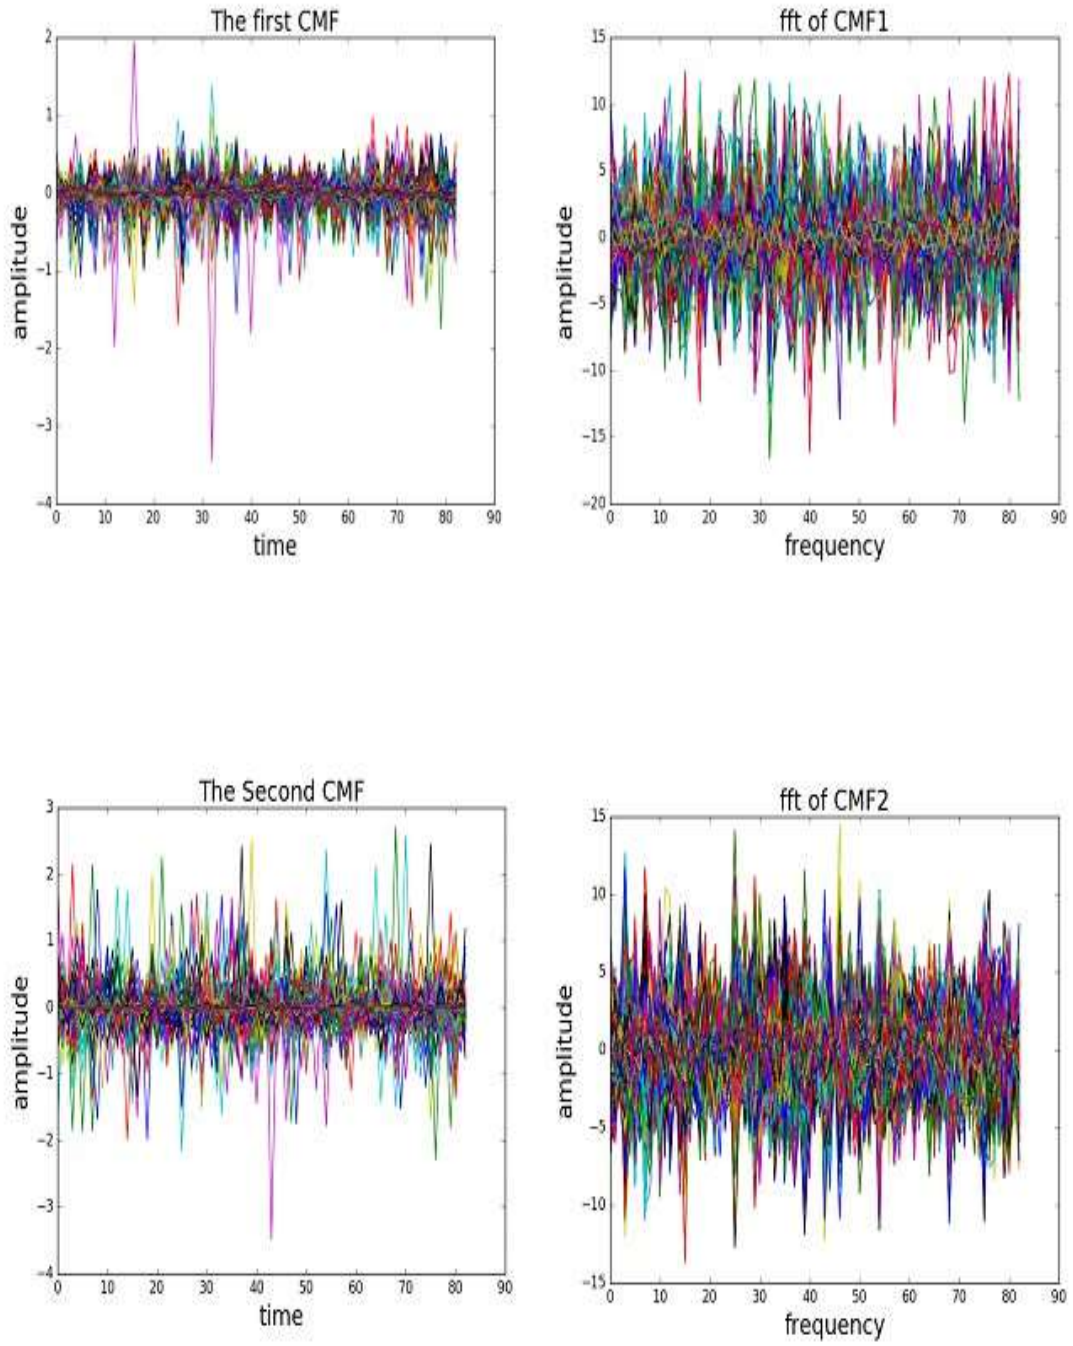 The first CMF
2
1
0
−1
−2
−3
−4
0 10 20 30 40 50 60 70 80 90
amplitude
time
fft of CMF1
15
10
5
0
−5
−10
−15
−20
0 10 20 30 40 50 60 70 80 90
amplitude
frequency
The Second CMF
3
2
1
0
−1
−2
−3
−4
0 10 20 30 40 50 60 70 80 90
amplitude
time
fft of CMF2
15
10
5
0
−5
−10
−15
0 10 20 30 40 50 60 70 80 90
amplitude
frequency